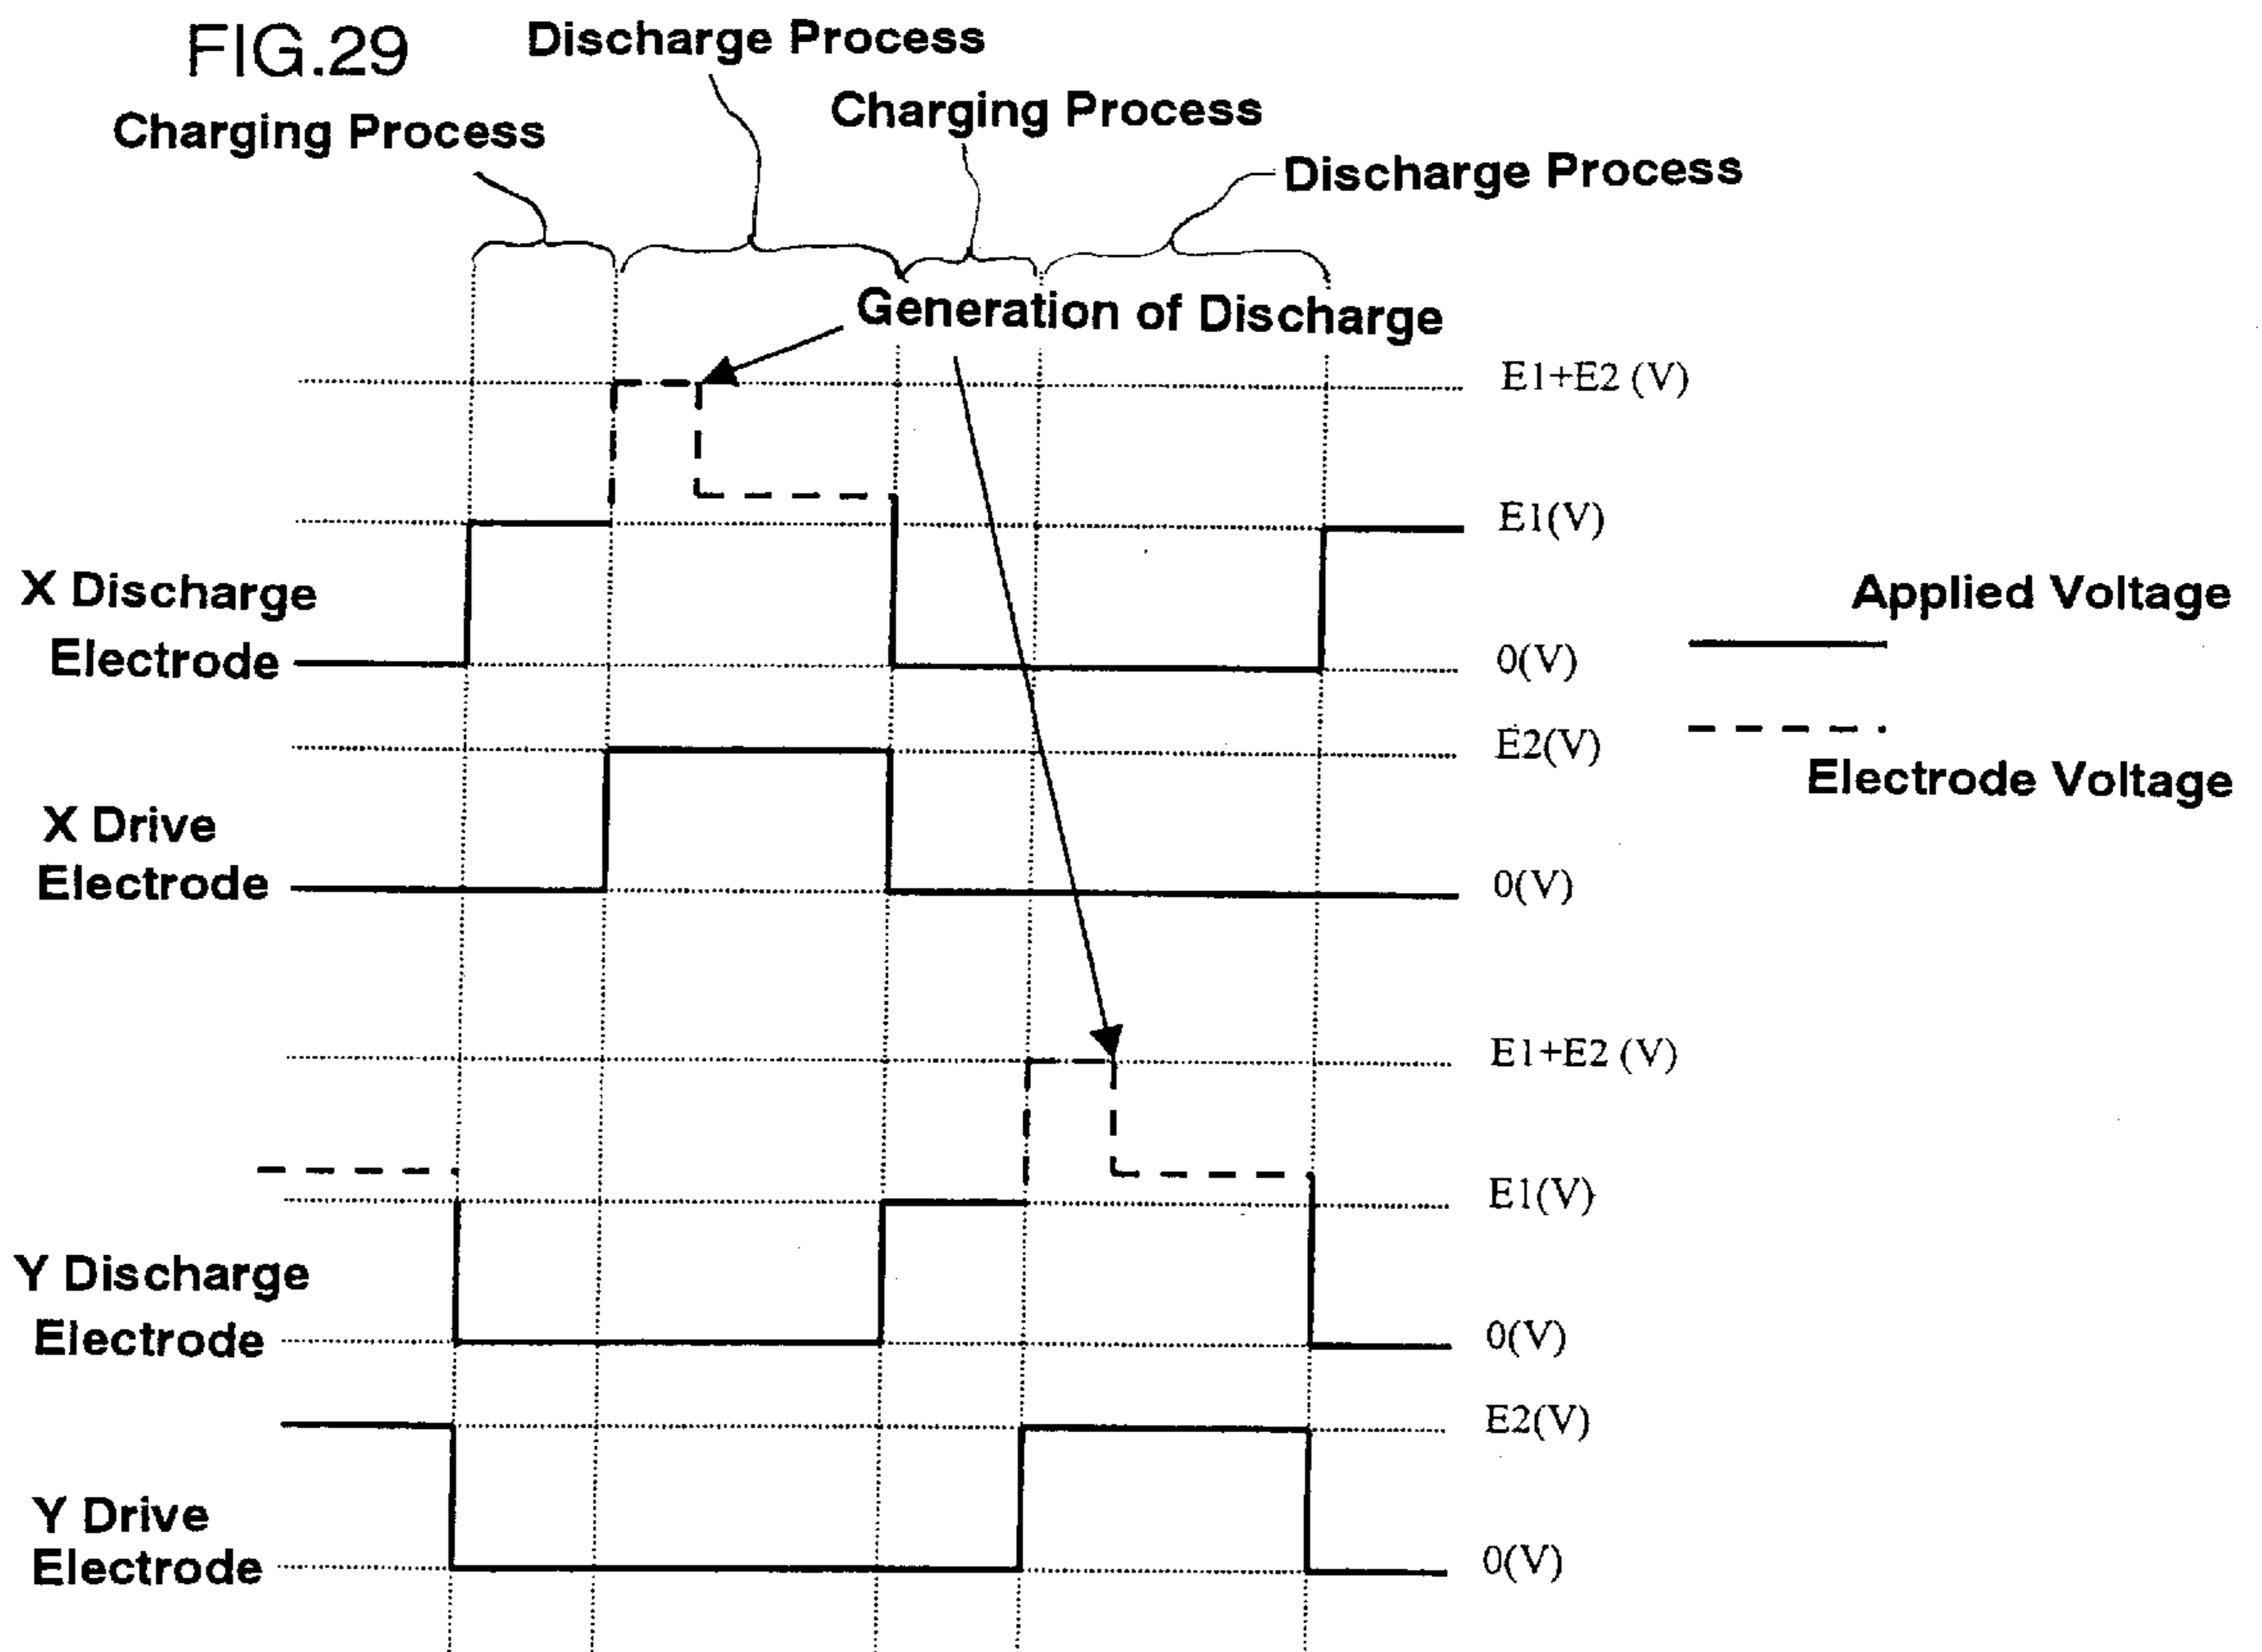 FIG.29
Discharge Process
Charging Process
Charging Process
Discharge Process
Generation of Discharge
E1+E2 (V)
E1(V)
X Discharge
Electrode
0(V)
Applied Voltage
E2(V)
Electrode Voltage
X Drive
Electrode
0(V)
E1+E2 (V)
E1(V)
Y Discharge
Electrode
0(V)
E2(V)
Y Drive
Electrode
0(V)